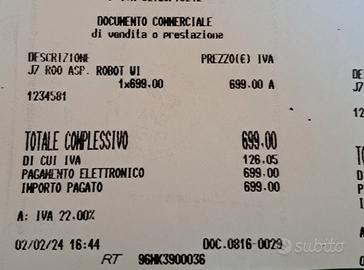 DOCUMENTO COMMERCIALE
di vendita o prestazione
DESCRIZIONE PREZZO(€) IVA
J7 R00 ASP. ROBOT WI
1x699.00 699.00 A
1234581
TOTALE COMPLESSIVO 699.00
DI CUI IVA 126.05
PAGAMENTO ELETTRONICO 699.00
IMPORTO PAGATO 699.00
A: IVA 22.00%
02/02/24 16:44 DOC.0816-0029
RT 96MK3900036
subito